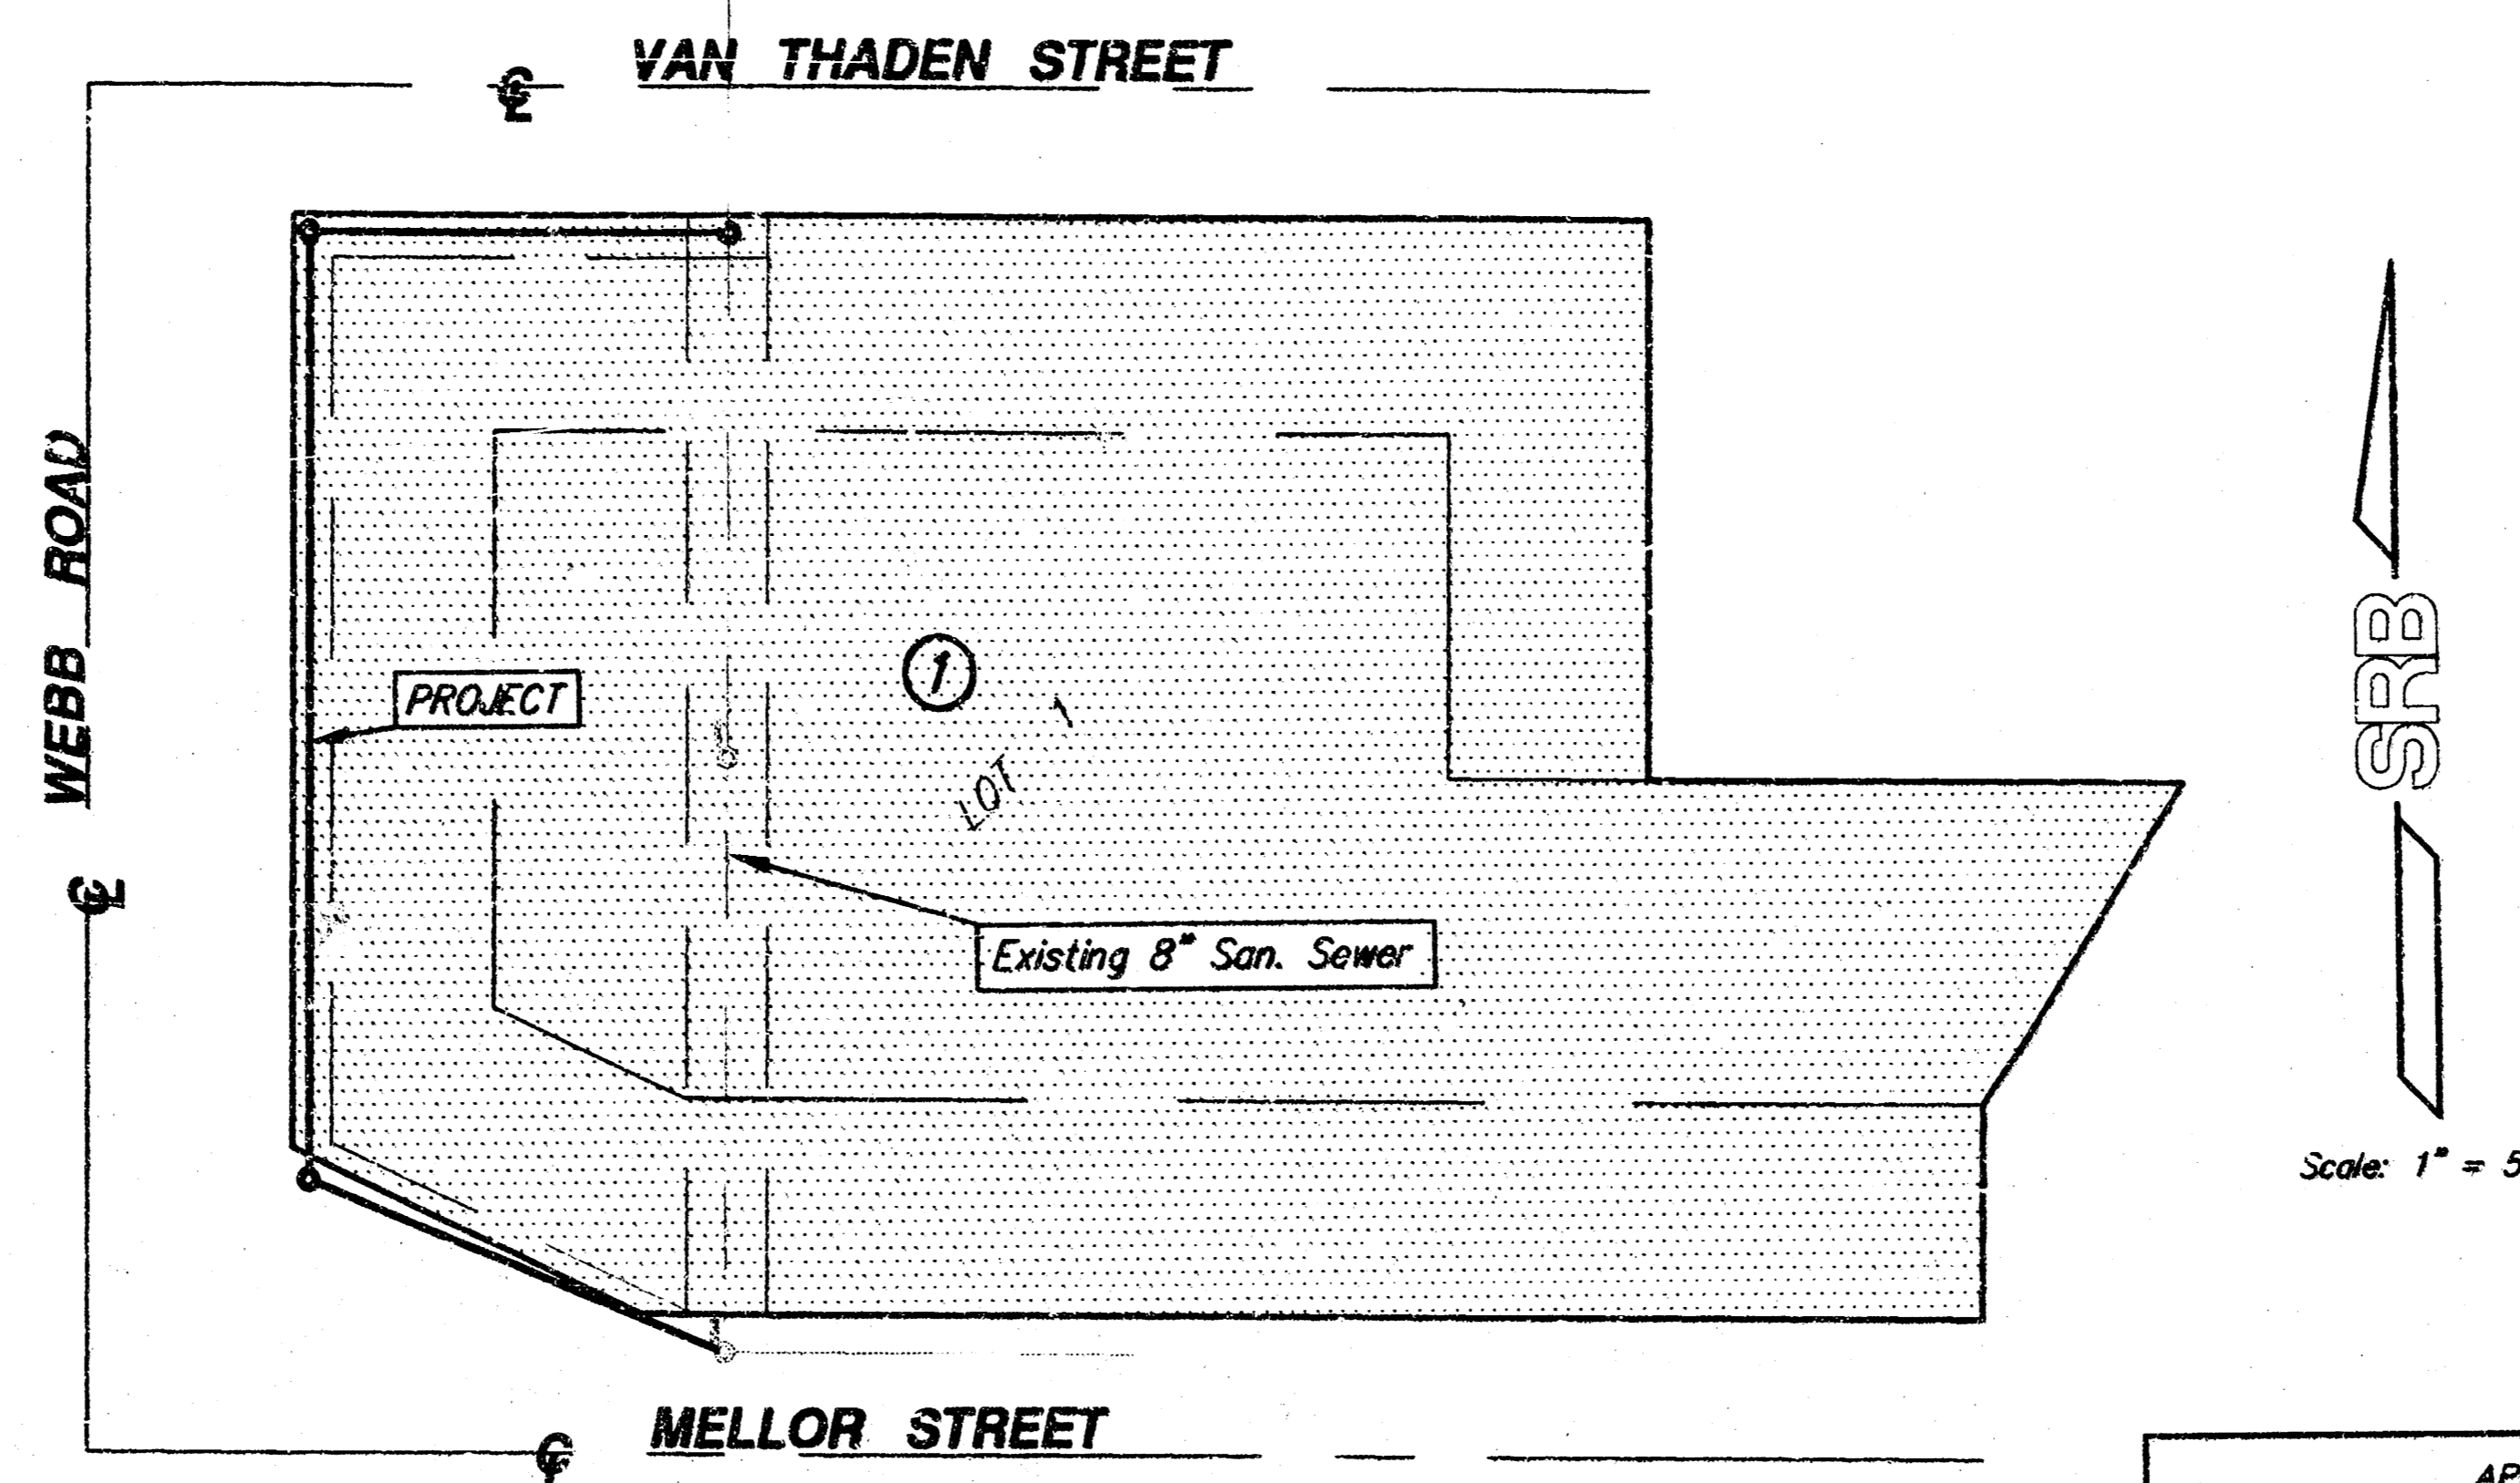 VAN THADEN STREET
℄
WEBB ROAD
℄
PROJECT
1
LOT 1
Existing 8" San. Sewer
SRB
Scale: 1" = 5
MELLOR STREET
℄
AR